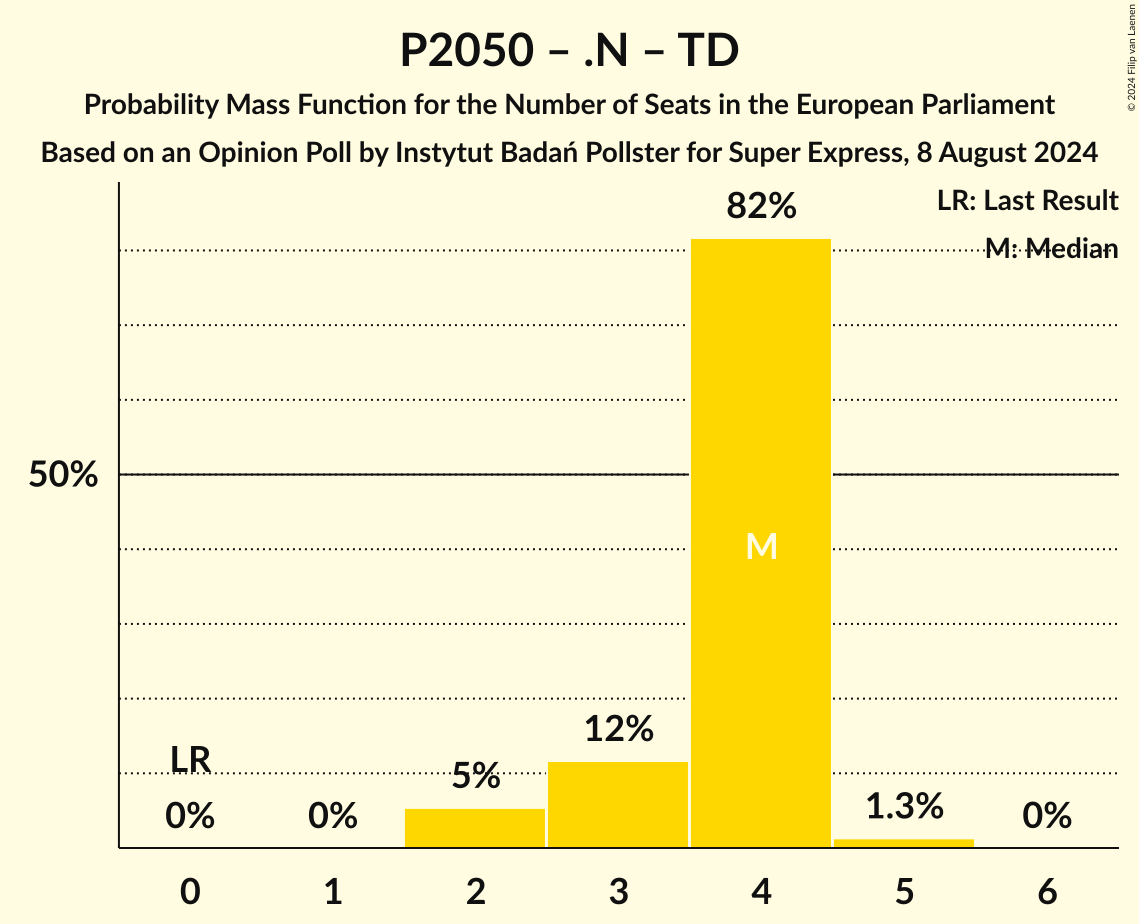 P2050 – .N – TD
Probability Mass Function for the Number of Seats in the European Parliament
Based on an Opinion Poll by Instytut Badań Pollster for Super Express, 8 August 2024
© 2024 Filip van Laenen
LR: Last Result
M: Median
82%
50%
M
12%
LR
5%
1.3%
0%
0%
0%
0
1
2
3
4
5
6